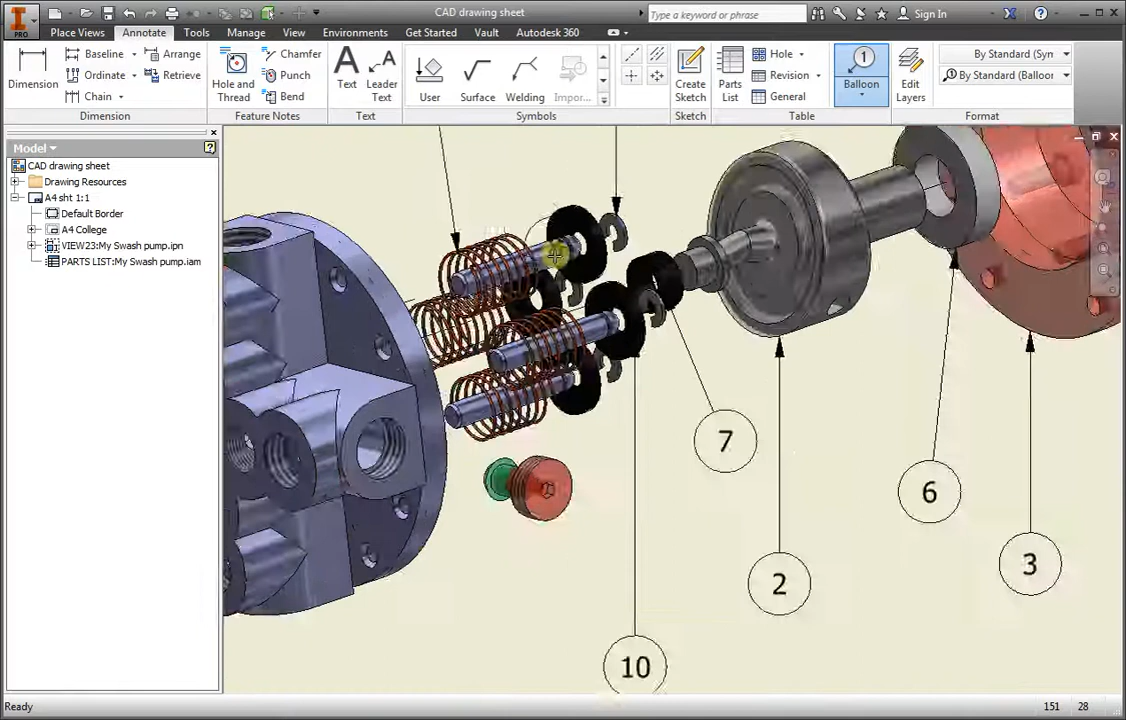 CAD drawing sheet
Type a keyword or phrase
Sign In
PRO
Place Views
Annotate
Tools
Manage
View
Environments
Get Started
Vault
Autodesk 360
Dimension
Baseline
Ordinate
Chain
Arrange
Retrieve
Dimension
Hole and
Thread
Chamfer
Punch
Bend
Feature Notes
Text
Leader
Text
Text
User
Surface
Welding
Impor...
Symbols
Create
Sketch
Sketch
Parts
List
Hole
Revision
General
1
Balloon
Table
Edit
Layers
By Standard (Syn
By Standard (Balloor
Format
Model
CAD drawing sheet
Drawing Resources
A4 sht 1:1
Default Border
A4 College
VIEW23:My Swash pump.ipn
PARTS LIST:My Swash pump.iam
7
6
3
2
10
Ready
151
28